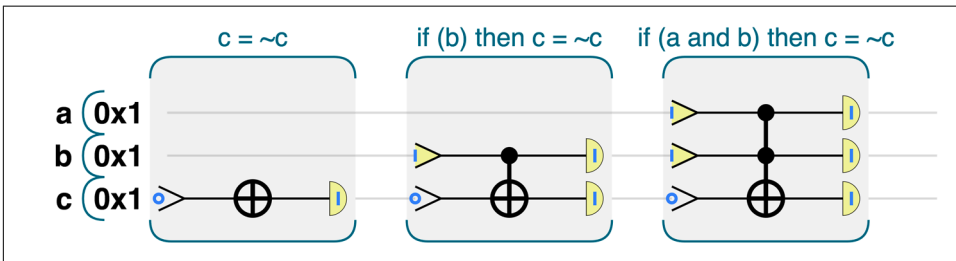 c = ~c
if (b) then c = ~c
if (a and b) then c = ~c
a 0x1
b 0x1
c 0x1